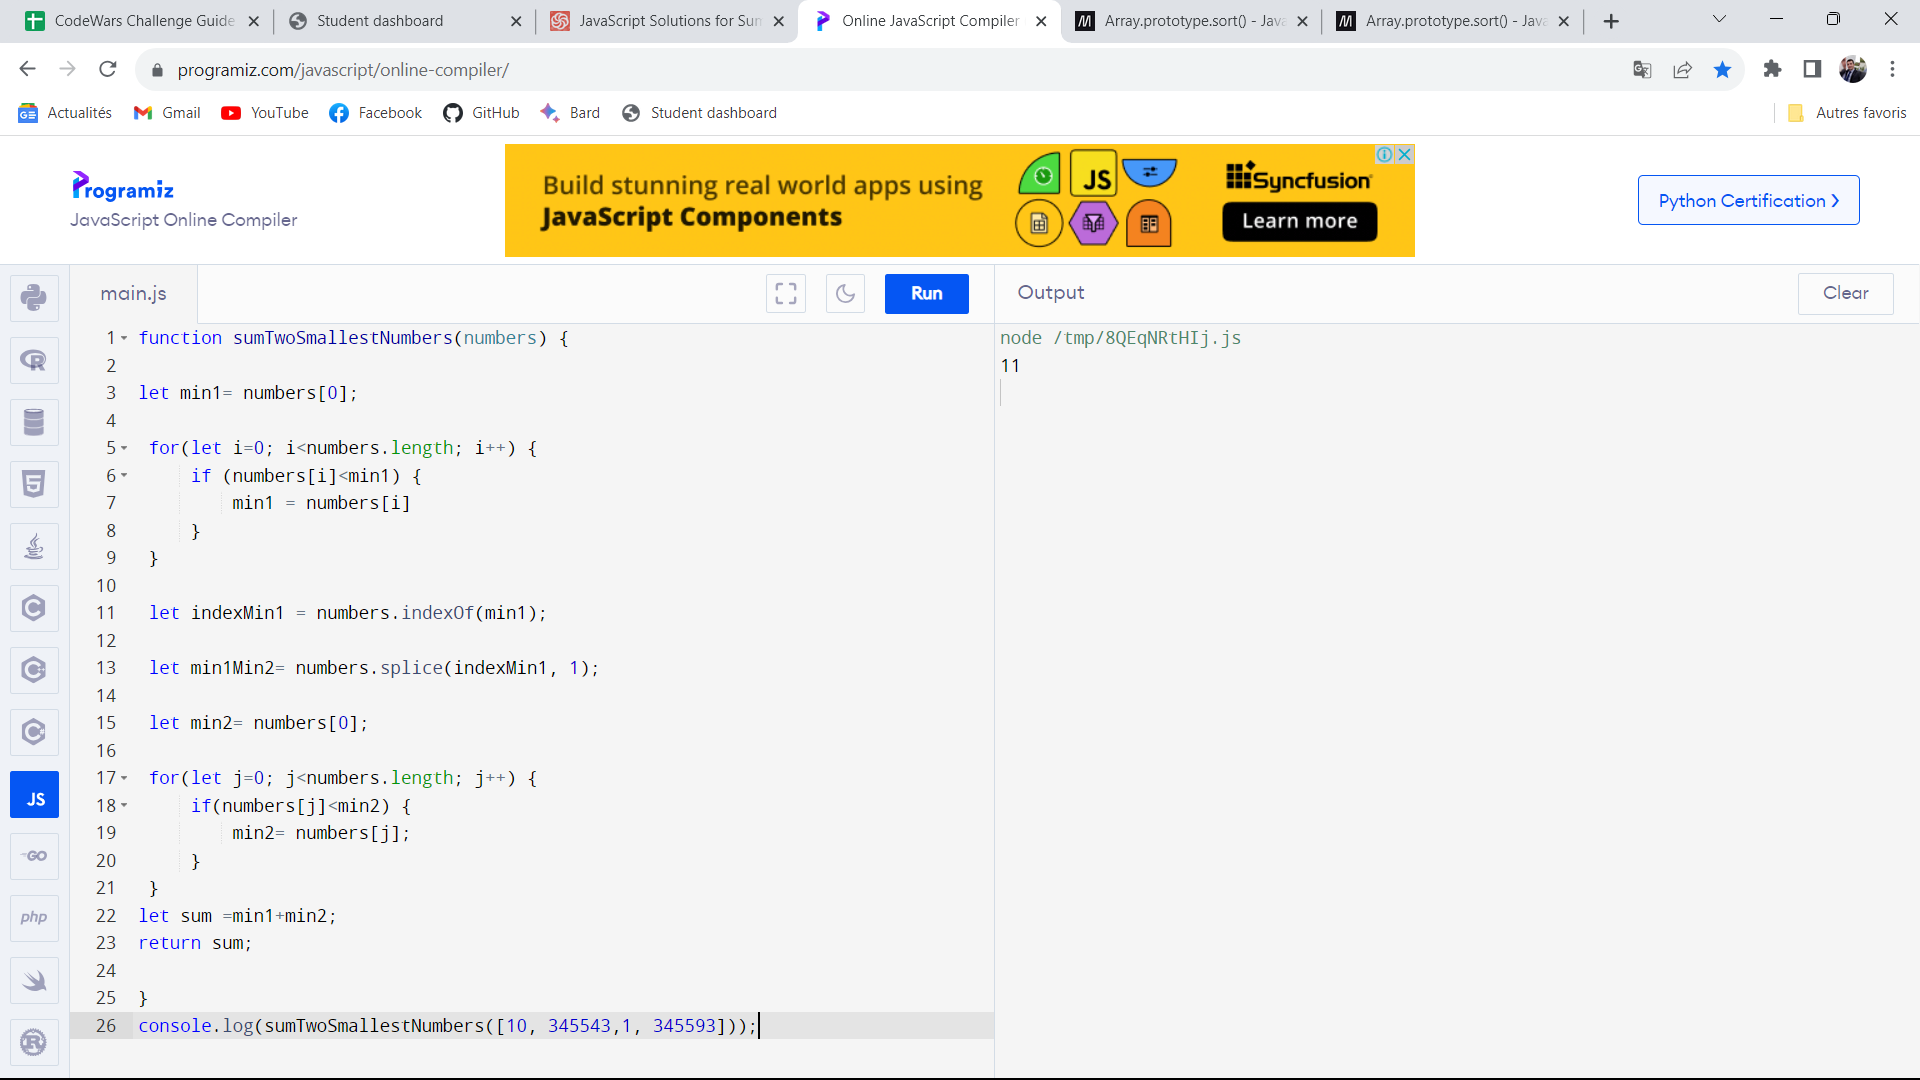 CodeWars Challenge Guide
Student dashboard
JavaScript Solutions for Sum
Online JavaScript Compiler
Array.prototype.sort() - Java
Array.prototype.sort() - Java
programiz.com/javascript/online-compiler/
Actualités
Gmail
YouTube
Facebook
GitHub
Bard
Student dashboard
Autres favoris
Programiz
JavaScript Online Compiler
Build stunning real world apps using
JavaScript Components
JS
Syncfusion
Learn more
Python Certification
main.js
Run
Output
Clear
1 function sumTwoSmallestNumbers(numbers) {
2
3 let min1= numbers[0];
4
5 for(let i=0; i<numbers.length; i++) {
6 if (numbers[i]<min1) {
7 min1 = numbers[i]
8 }
9 }
10
11 let indexMin1 = numbers.indexOf(min1);
12
13 let min1Min2= numbers.splice(indexMin1, 1);
14
15 let min2= numbers[0];
16
17 for(let j=0; j<numbers.length; j++) {
18 if(numbers[j]<min2) {
19 min2= numbers[j];
20 }
21 }
22 let sum =min1+min2;
23 return sum;
24
25 }
26 console.log(sumTwoSmallestNumbers([10, 345543,1, 345593]));
node /tmp/8QEqNRtHIj.js
11
JS
GO
php